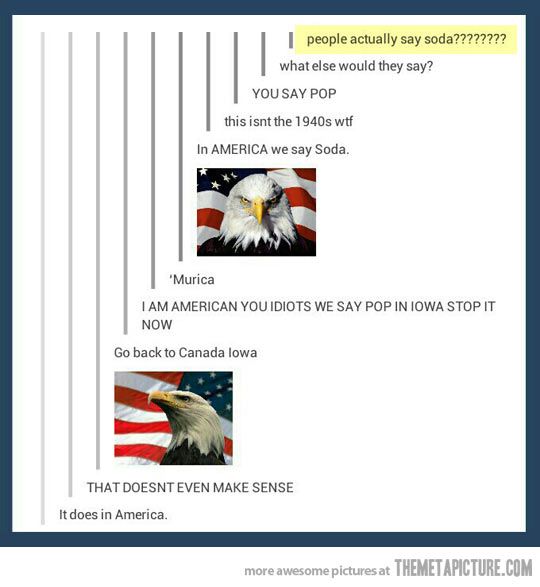 people actually say soda????????
what else would they say?
YOU SAY POP
this isnt the 1940s wtf
In AMERICA we say Soda.
‘Murica
I AM AMERICAN YOU IDIOTS WE SAY POP IN IOWA STOP IT
NOW
Go back to Canada Iowa
THAT DOESNT EVEN MAKE SENSE
It does in America.
more awesome pictures at THEMETAPICTURE.COM